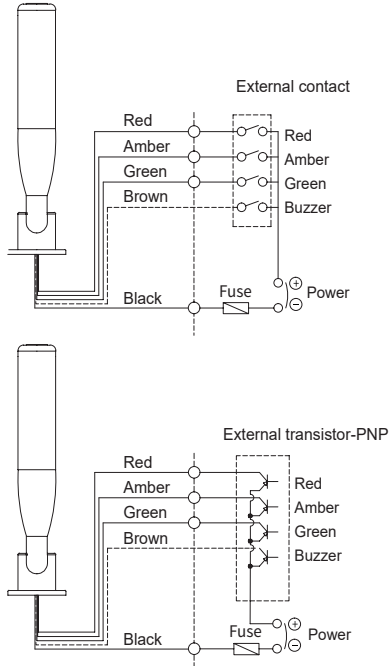 External contact
Red
Red
Amber
Amber
Green
Green
Brown
Buzzer
Black
Fuse
+
Power
−
External transistor-PNP
Red
Red
Amber
Amber
Green
Green
Brown
Buzzer
Black
Fuse
+
Power
−